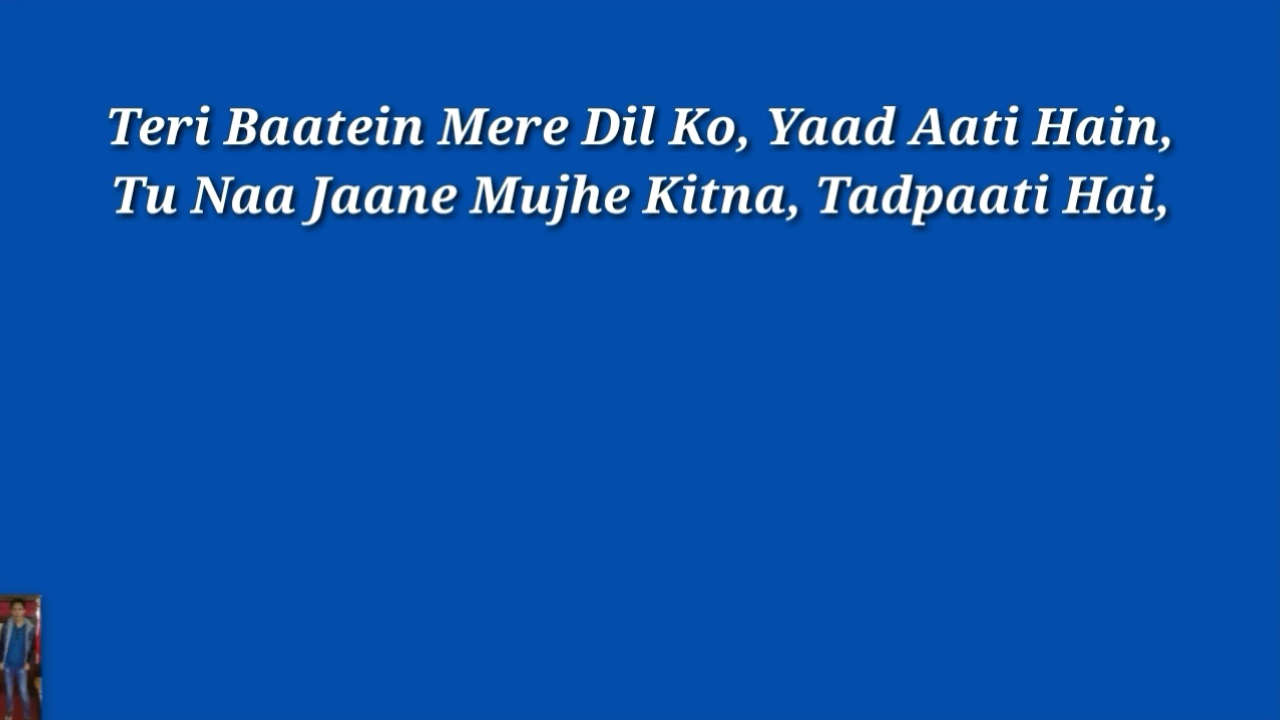 Teri Baatein Mere Dil Ko, Yaad Aati Hain,
Tu Naa Jaane Mujhe Kitna, Tadpaati Hai,